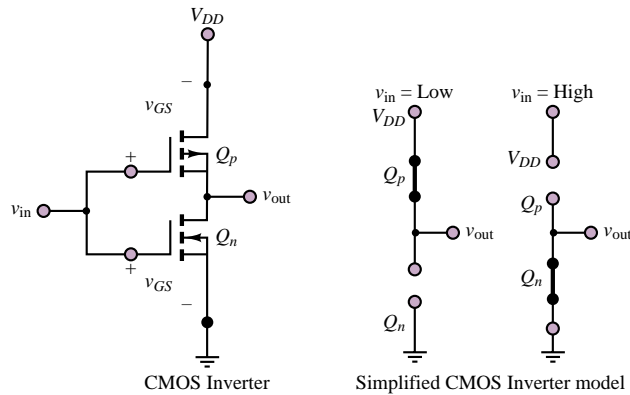 V_DD
−
v_GS
Q_p
+
v_in
v_out
Q_n
+
v_GS
−
CMOS Inverter
v_in = Low
V_DD
Q_p
v_out
Q_n
v_in = High
V_DD
Q_p
v_out
Q_n
Simplified CMOS Inverter model